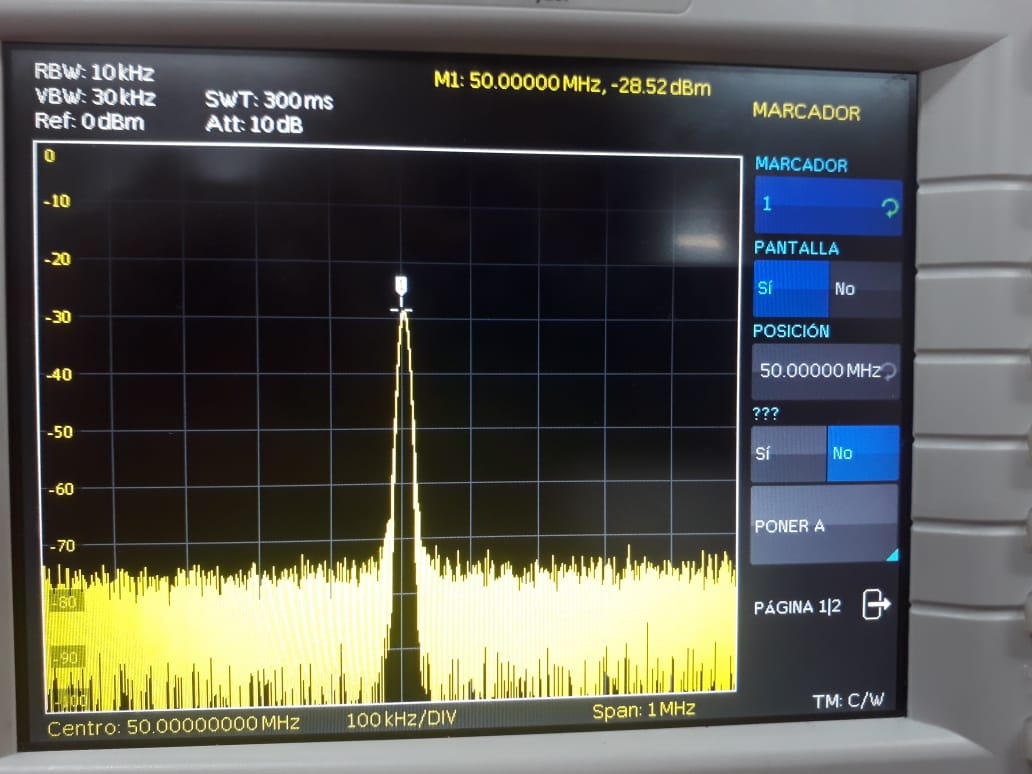 RBW: 10 kHz
VBW: 30 kHz
SWT: 300 ms
Ref: 0 dBm
Att: 10 dB
M1: 50.00000 MHz, -28.52 dBm
0
-10
-20
-30
-40
-50
-60
-70
-80
-90
-100
1
Centro: 50.00000000 MHz
100 kHz/DIV
Span: 1 MHz
MARCADOR
MARCADOR
1
PANTALLA
Sí No
POSICIÓN
50.00000 MHz
???
Sí No
PONER A
PÁGINA 1|2
TM: C/W